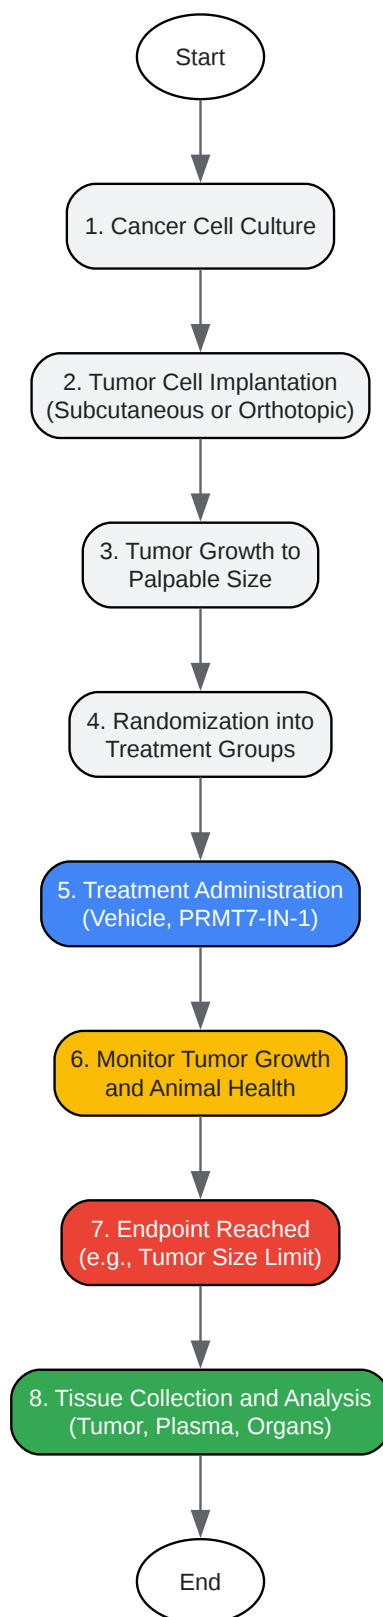 Start
1. Cancer Cell Culture
2. Tumor Cell Implantation
(Subcutaneous or Orthotopic)
3. Tumor Growth to
Palpable Size
4. Randomization into
Treatment Groups
5. Treatment Administration
(Vehicle, PRMT7-IN-1)
6. Monitor Tumor Growth
and Animal Health
7. Endpoint Reached
(e.g., Tumor Size Limit)
8. Tissue Collection and Analysis
(Tumor, Plasma, Organs)
End